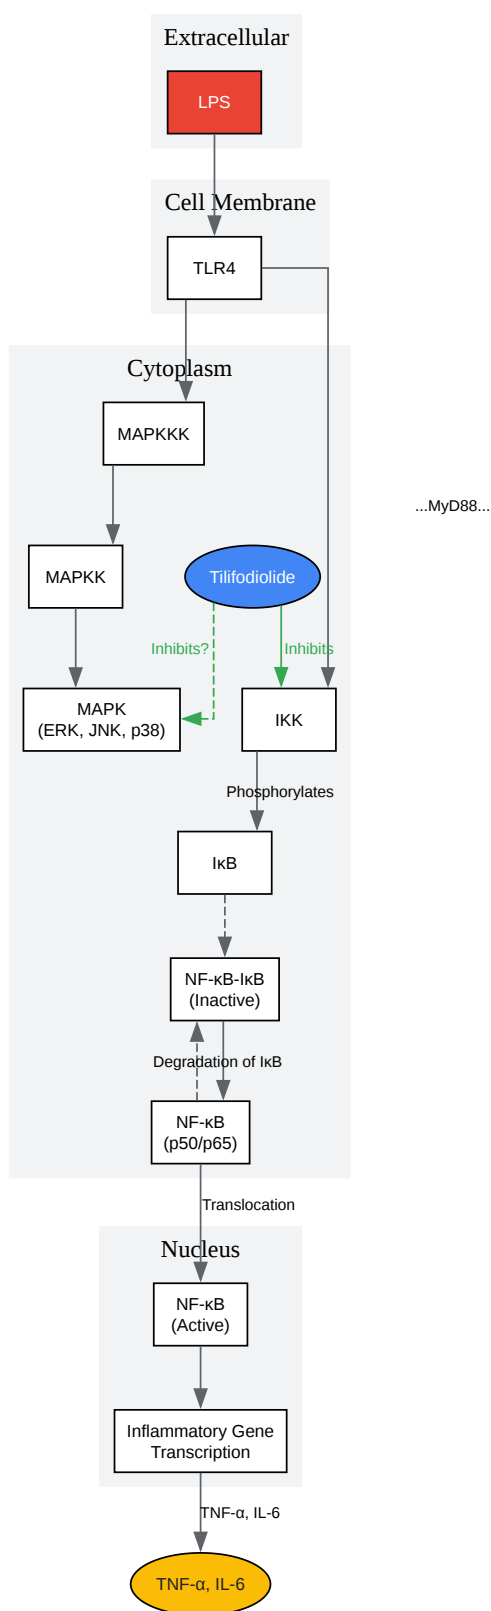 Extracellular
LPS
Cell Membrane
TLR4
Cytoplasm
MAPKKK
...MyD88...
MAPKK
Tilifodiolide
Inhibits?
Inhibits
MAPK
(ERK, JNK, p38)
IKK
Phosphorylates
IκB
NF-κB-IκB
(Inactive)
Degradation of IκB
NF-κB
(p50/p65)
Translocation
Nucleus
NF-κB
(Active)
Inflammatory Gene
Transcription
TNF-α, IL-6
TNF-α, IL-6